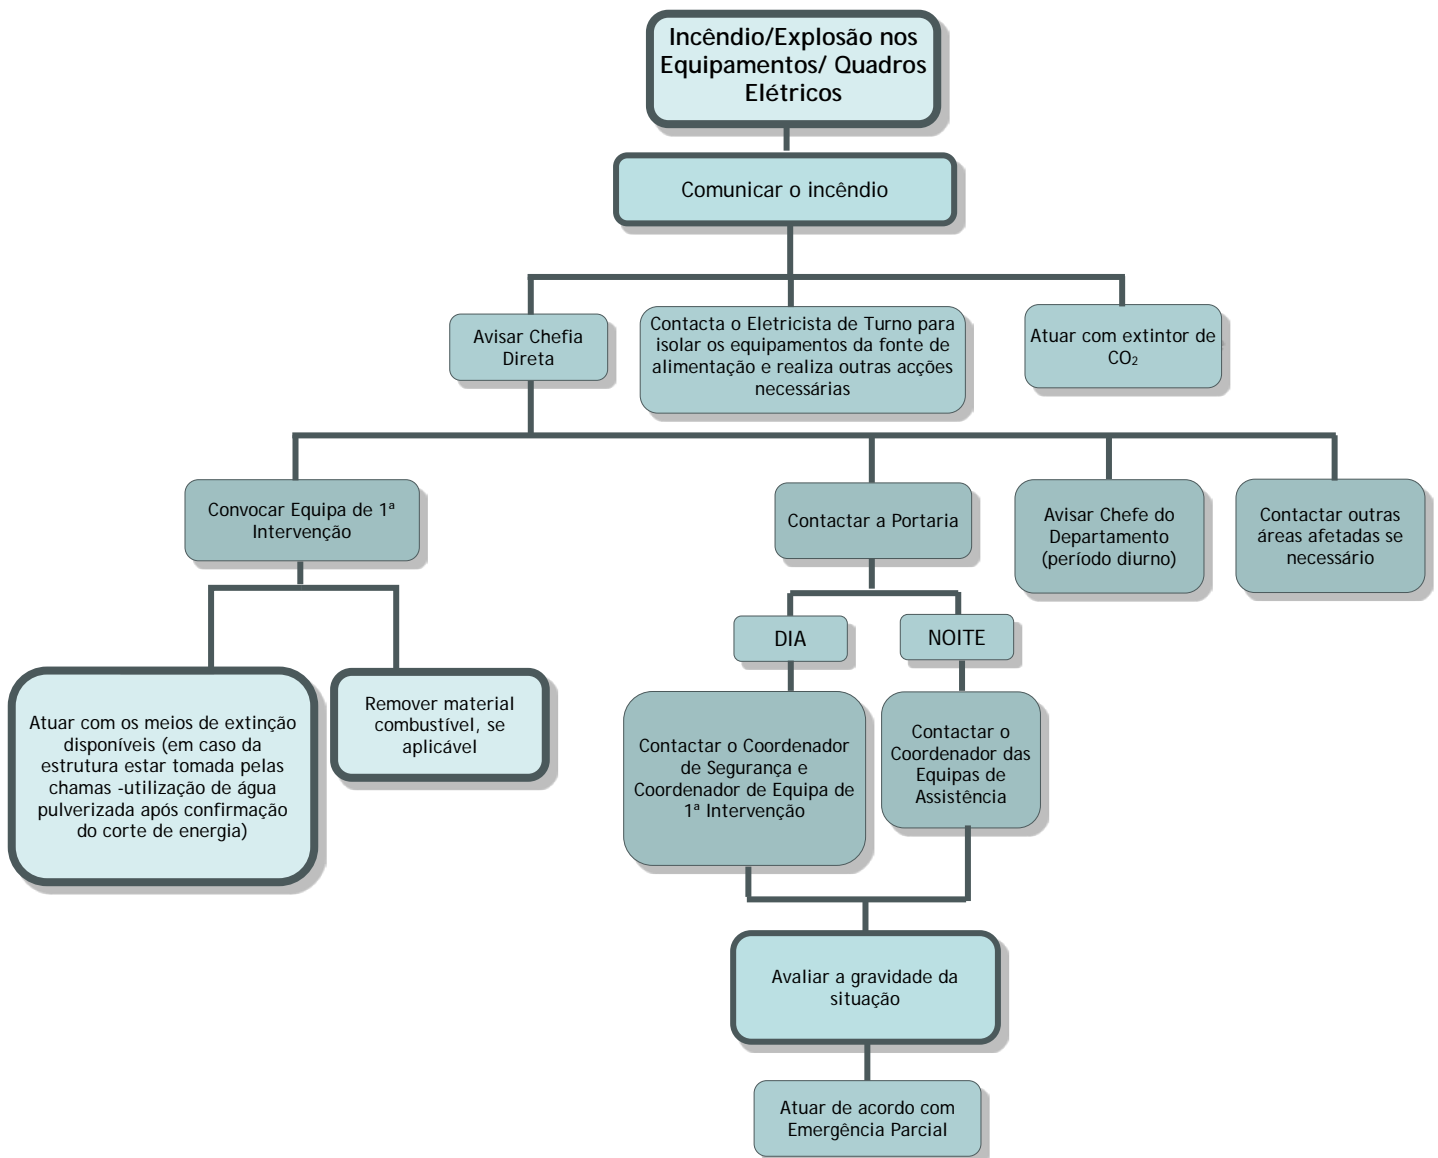 Incêndio/Explosão nos
Equipamentos/ Quadros
Elétricos
Comunicar o incêndio
Avisar Chefia
Direta
Contacta o Eletricista de Turno para
isolar os equipamentos da fonte de
alimentação e realiza outras acções
necessárias
Atuar com extintor de
CO₂
Convocar Equipa de 1ª
Intervenção
Contactar a Portaria
Avisar Chefe do
Departamento
(período diurno)
Contactar outras
áreas afetadas se
necessário
DIA
NOITE
Atuar com os meios de extinção
disponíveis (em caso da
estrutura estar tomada pelas
chamas -utilização de água
pulverizada após confirmação
do corte de energia)
Remover material
combustível, se
aplicável
Contactar o Coordenador
de Segurança e
Coordenador de Equipa de
1ª Intervenção
Contactar o
Coordenador das
Equipas de
Assistência
Avaliar a gravidade da
situação
Atuar de acordo com
Emergência Parcial